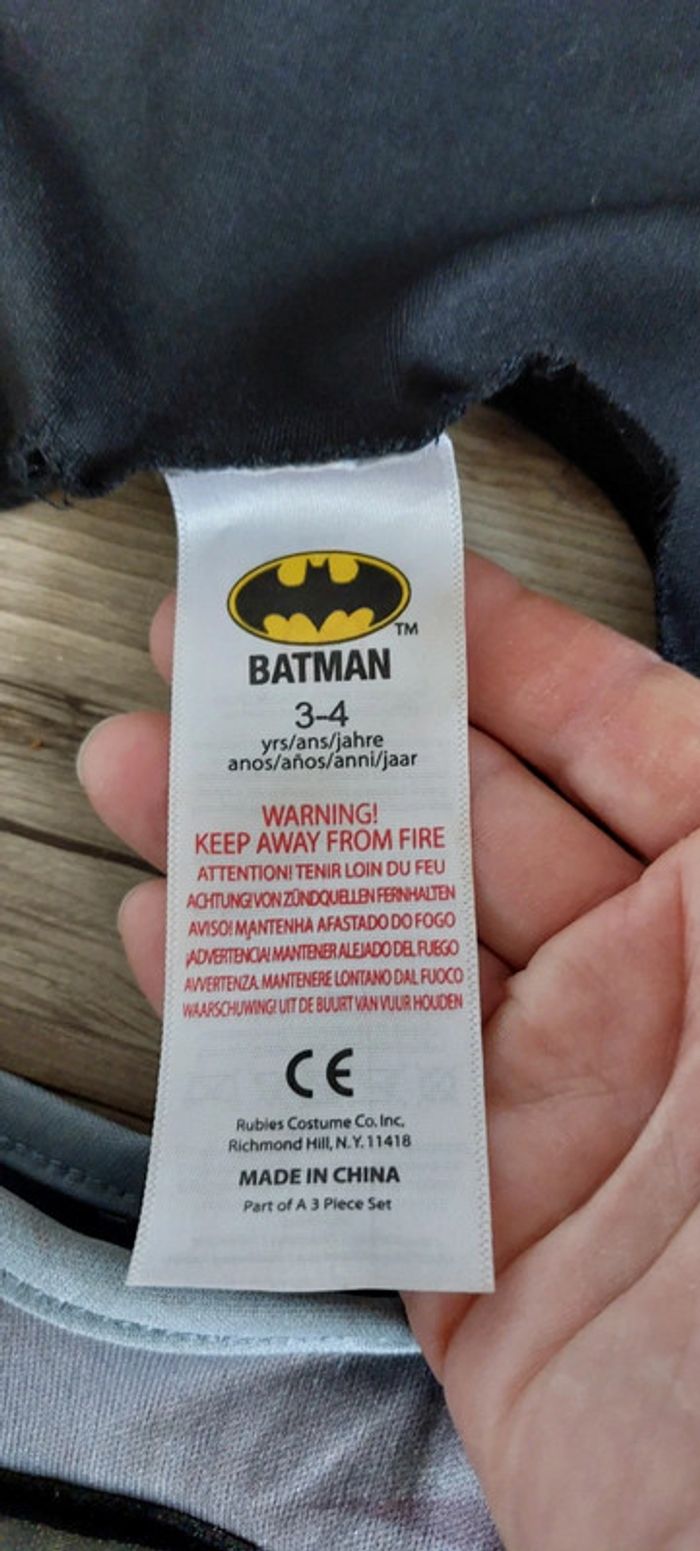 TM
BATMAN
3-4
yrs/ans/jahre
anos/años/anni/jaar
WARNING!
KEEP AWAY FROM FIRE
ATTENTION! TENIR LOIN DU FEU
ACHTUNG! VON ZÜNDQUELLEN FERNHALTEN
AVISO! MANTENHA AFASTADO DO FOGO
¡ADVERTENCIA! MANTENER ALEJADO DEL FUEGO
AVVERTENZA. MANTENERE LONTANO DAL FUOCO
WAARSCHUWING! UIT DE BUURT VAN VUUR HOUDEN
CE
Rubies Costume Co. Inc,
Richmond Hill, N.Y. 11418
MADE IN CHINA
Part of A 3 Piece Set